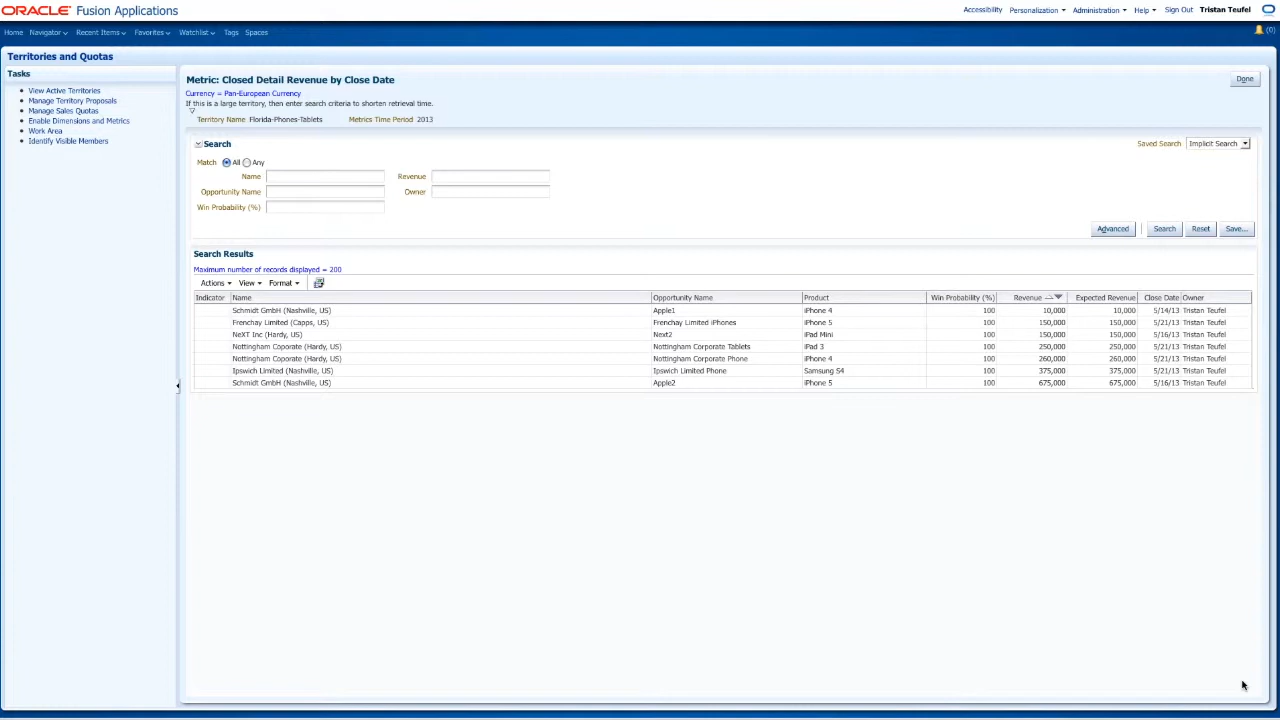 ORACLE Fusion Applications
Accessibility Personalization Administration Help Sign Out Tristan Teufel
Home Navigator Recent Items Favorites Watchlist Tags Spaces (0)
Territories and Quotas
Tasks
View Active Territories
Manage Territory Proposals
Manage Sales Quotas
Enable Dimensions and Metrics
Work Area
Identify Visible Members
Metric: Closed Detail Revenue by Close Date
Done
Currency = Pan-European Currency
If this is a large territory, then enter search criteria to shorten retrieval time.
Territory Name Florida-Phones-Tablets Metrics Time Period 2013
Search
Saved Search Implicit Search
Match All Any
Name Revenue
Opportunity Name Owner
Win Probability (%)
Advanced Search Reset Save...
Search Results
Maximum number of records displayed = 200
Actions View Format
Indicator Name Opportunity Name Product Win Probability (%) Revenue Expected Revenue Close Date Owner
Schmidt GmbH (Nashville, US) Apple1 iPhone 4 100 10,000 10,000 5/14/13 Tristan Teufel
Frenchay Limited (Capps, US) Frenchay Limited iPhones iPhone 5 100 150,000 150,000 5/21/13 Tristan Teufel
NeXT Inc (Hardy, US) Next2 iPad Mini 100 150,000 150,000 5/16/13 Tristan Teufel
Nottingham Coporate (Hardy, US) Nottingham Corporate Tablets iPad 3 100 250,000 250,000 5/21/13 Tristan Teufel
Nottingham Coporate (Hardy, US) Nottingham Corporate Phone iPhone 4 100 260,000 260,000 5/21/13 Tristan Teufel
Ipswich Limited (Nashville, US) Ipswich Limited Phone Samsung S4 100 375,000 375,000 5/21/13 Tristan Teufel
Schmidt GmbH (Nashville, US) Apple2 iPhone 5 100 675,000 675,000 5/16/13 Tristan Teufel